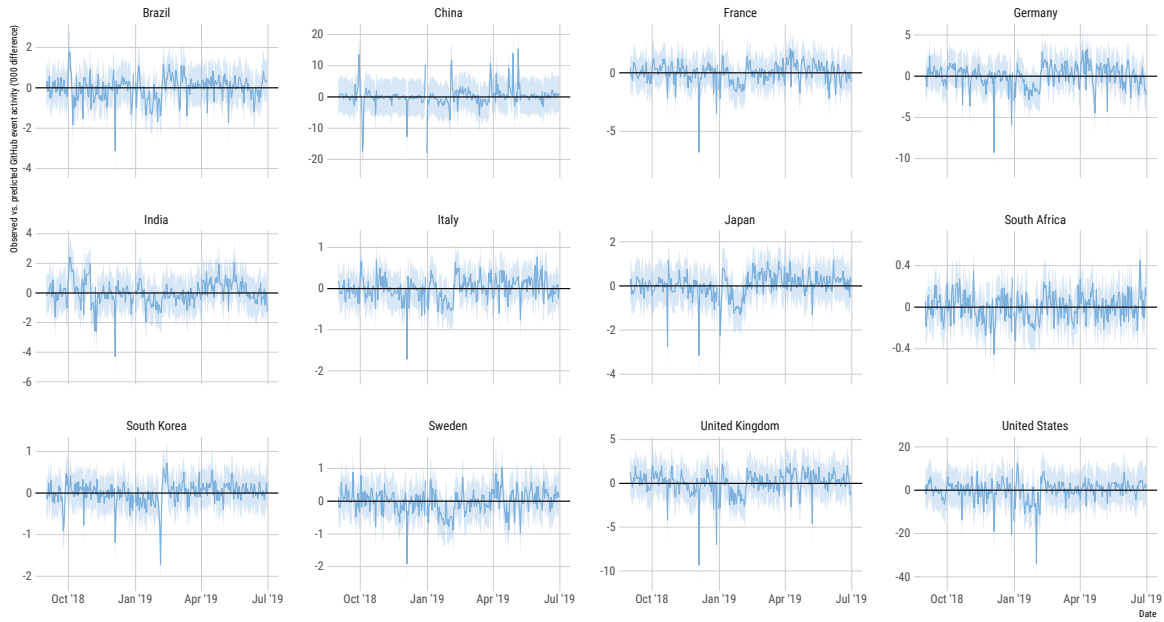 Observed vs. predicted GitHub event activity ('000 difference)
Brazil
China
France
Germany
2
0
-2
-4
20
10
0
-10
-20
0
-5
5
0
-5
-10
India
Italy
Japan
South Africa
4
2
0
-2
-4
-6
1
0
-1
-2
2
0
-2
-4
0.4
0
-0.4
South Korea
Sweden
United Kingdom
United States
1
0
-1
-2
1
0
-1
-2
5
0
-5
-10
20
0
-20
-40
Oct '18 Jan '19 Apr '19 Jul '19
Oct '18 Jan '19 Apr '19 Jul '19
Oct '18 Jan '19 Apr '19 Jul '19
Oct '18 Jan '19 Apr '19 Jul '19
Date